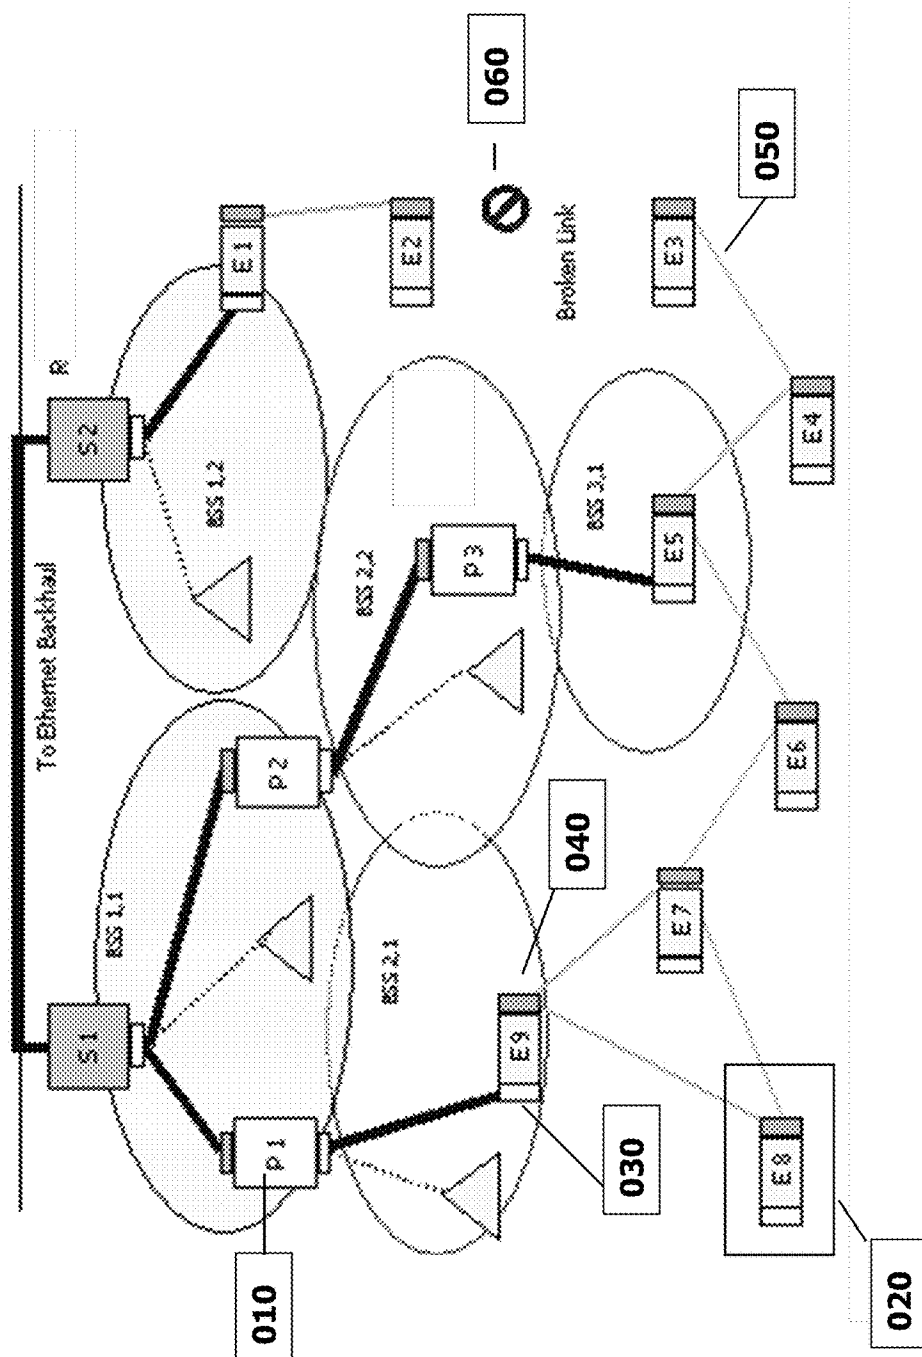 To Ethernet Backhaul
S1
S2
BSS 1,1
BSS 1,2
E1
010
P1
P2
BSS 2,2
BSS 2,1
E2
P3
060
E9
Broken Link
040
BSS 3,1
030
E7
E5
E3
050
E8
E6
E4
020